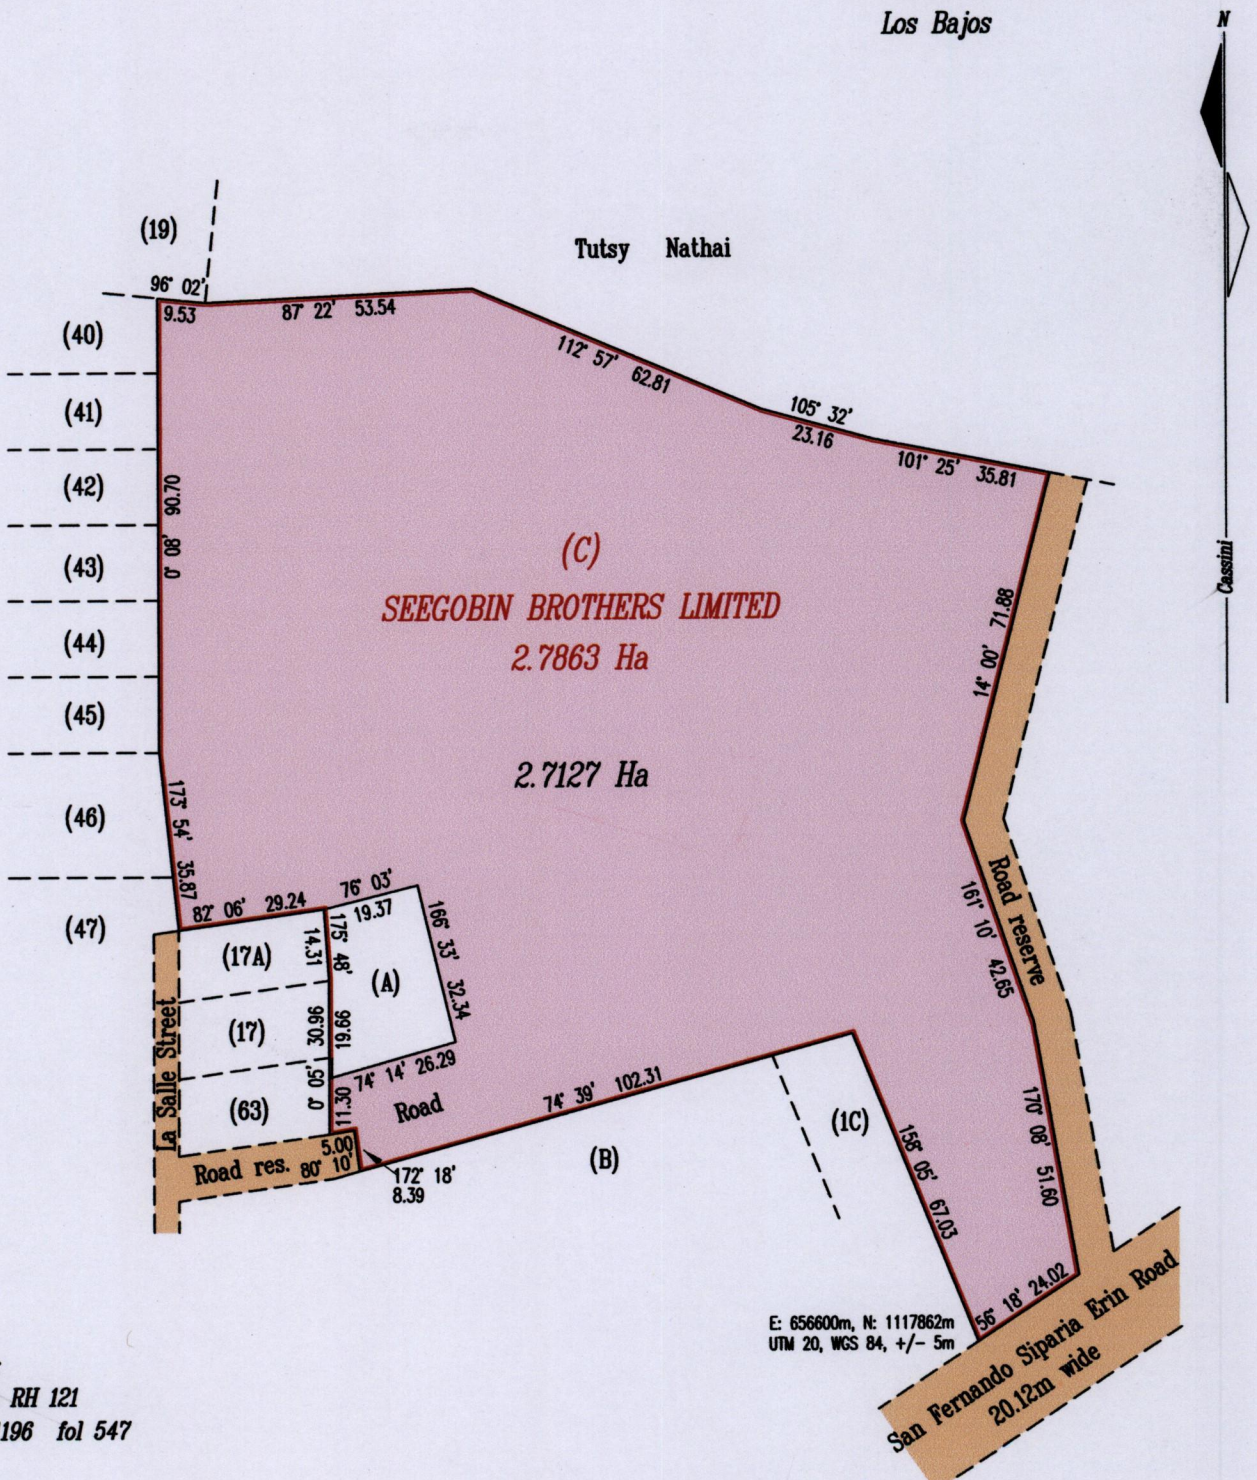 Los Bajos
N
(19)
Tutsy Nathai
96° 02'
9.53
87° 22' 53.54
112° 57' 62.81
105° 32'
23.16
101° 25' 35.81
(40)
(41)
(42)
(43)
(44)
(45)
(46)
(47)
0° 08' 90.70
(C)
SEEGOBIN BROTHERS LIMITED
2.7863 Ha
2.7127 Ha
Cassini
14° 00' 71.88
173° 54' 35.87
82° 06' 29.24
76° 03'
19.37
166° 33' 32.34
175° 48'
14.31
(17A)
(A)
(17)
30.96
19.66
0° 05'
(63)
11.30
74° 14' 26.29
Road
La Salle Street
Road res.
5.00
80° 10'
172° 18'
8.39
74° 39' 102.31
(B)
(1C)
158° 05' 67.03
161° 10' 42.65
Road reserve
170° 08' 51.60
56° 18' 24.02
E: 656600m, N: 1117862m
UTM 20, WGS 84, +/- 5m
San Fernando Siparia Erin Road
20.12m wide
RH 121
196 fol 547